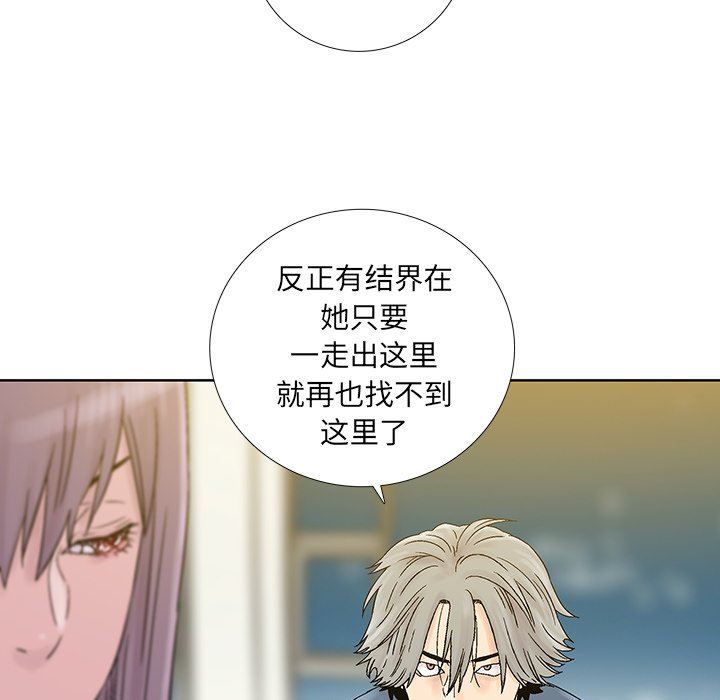 反正有结界在
她只要
一走出这里
就再也找不到
这里了